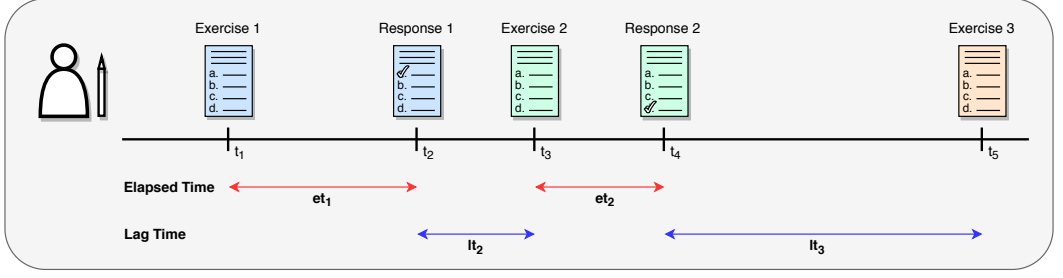 Exercise 1
Response 1
Exercise 2
Response 2
Exercise 3
a.
b.
c.
d.
a.
b.
c.
d.
a.
b.
c.
d.
a.
b.
c.
d.
a.
b.
c.
d.
t1
t2
t3
t4
t5
Elapsed Time
et1
et2
Lag Time
lt2
lt3